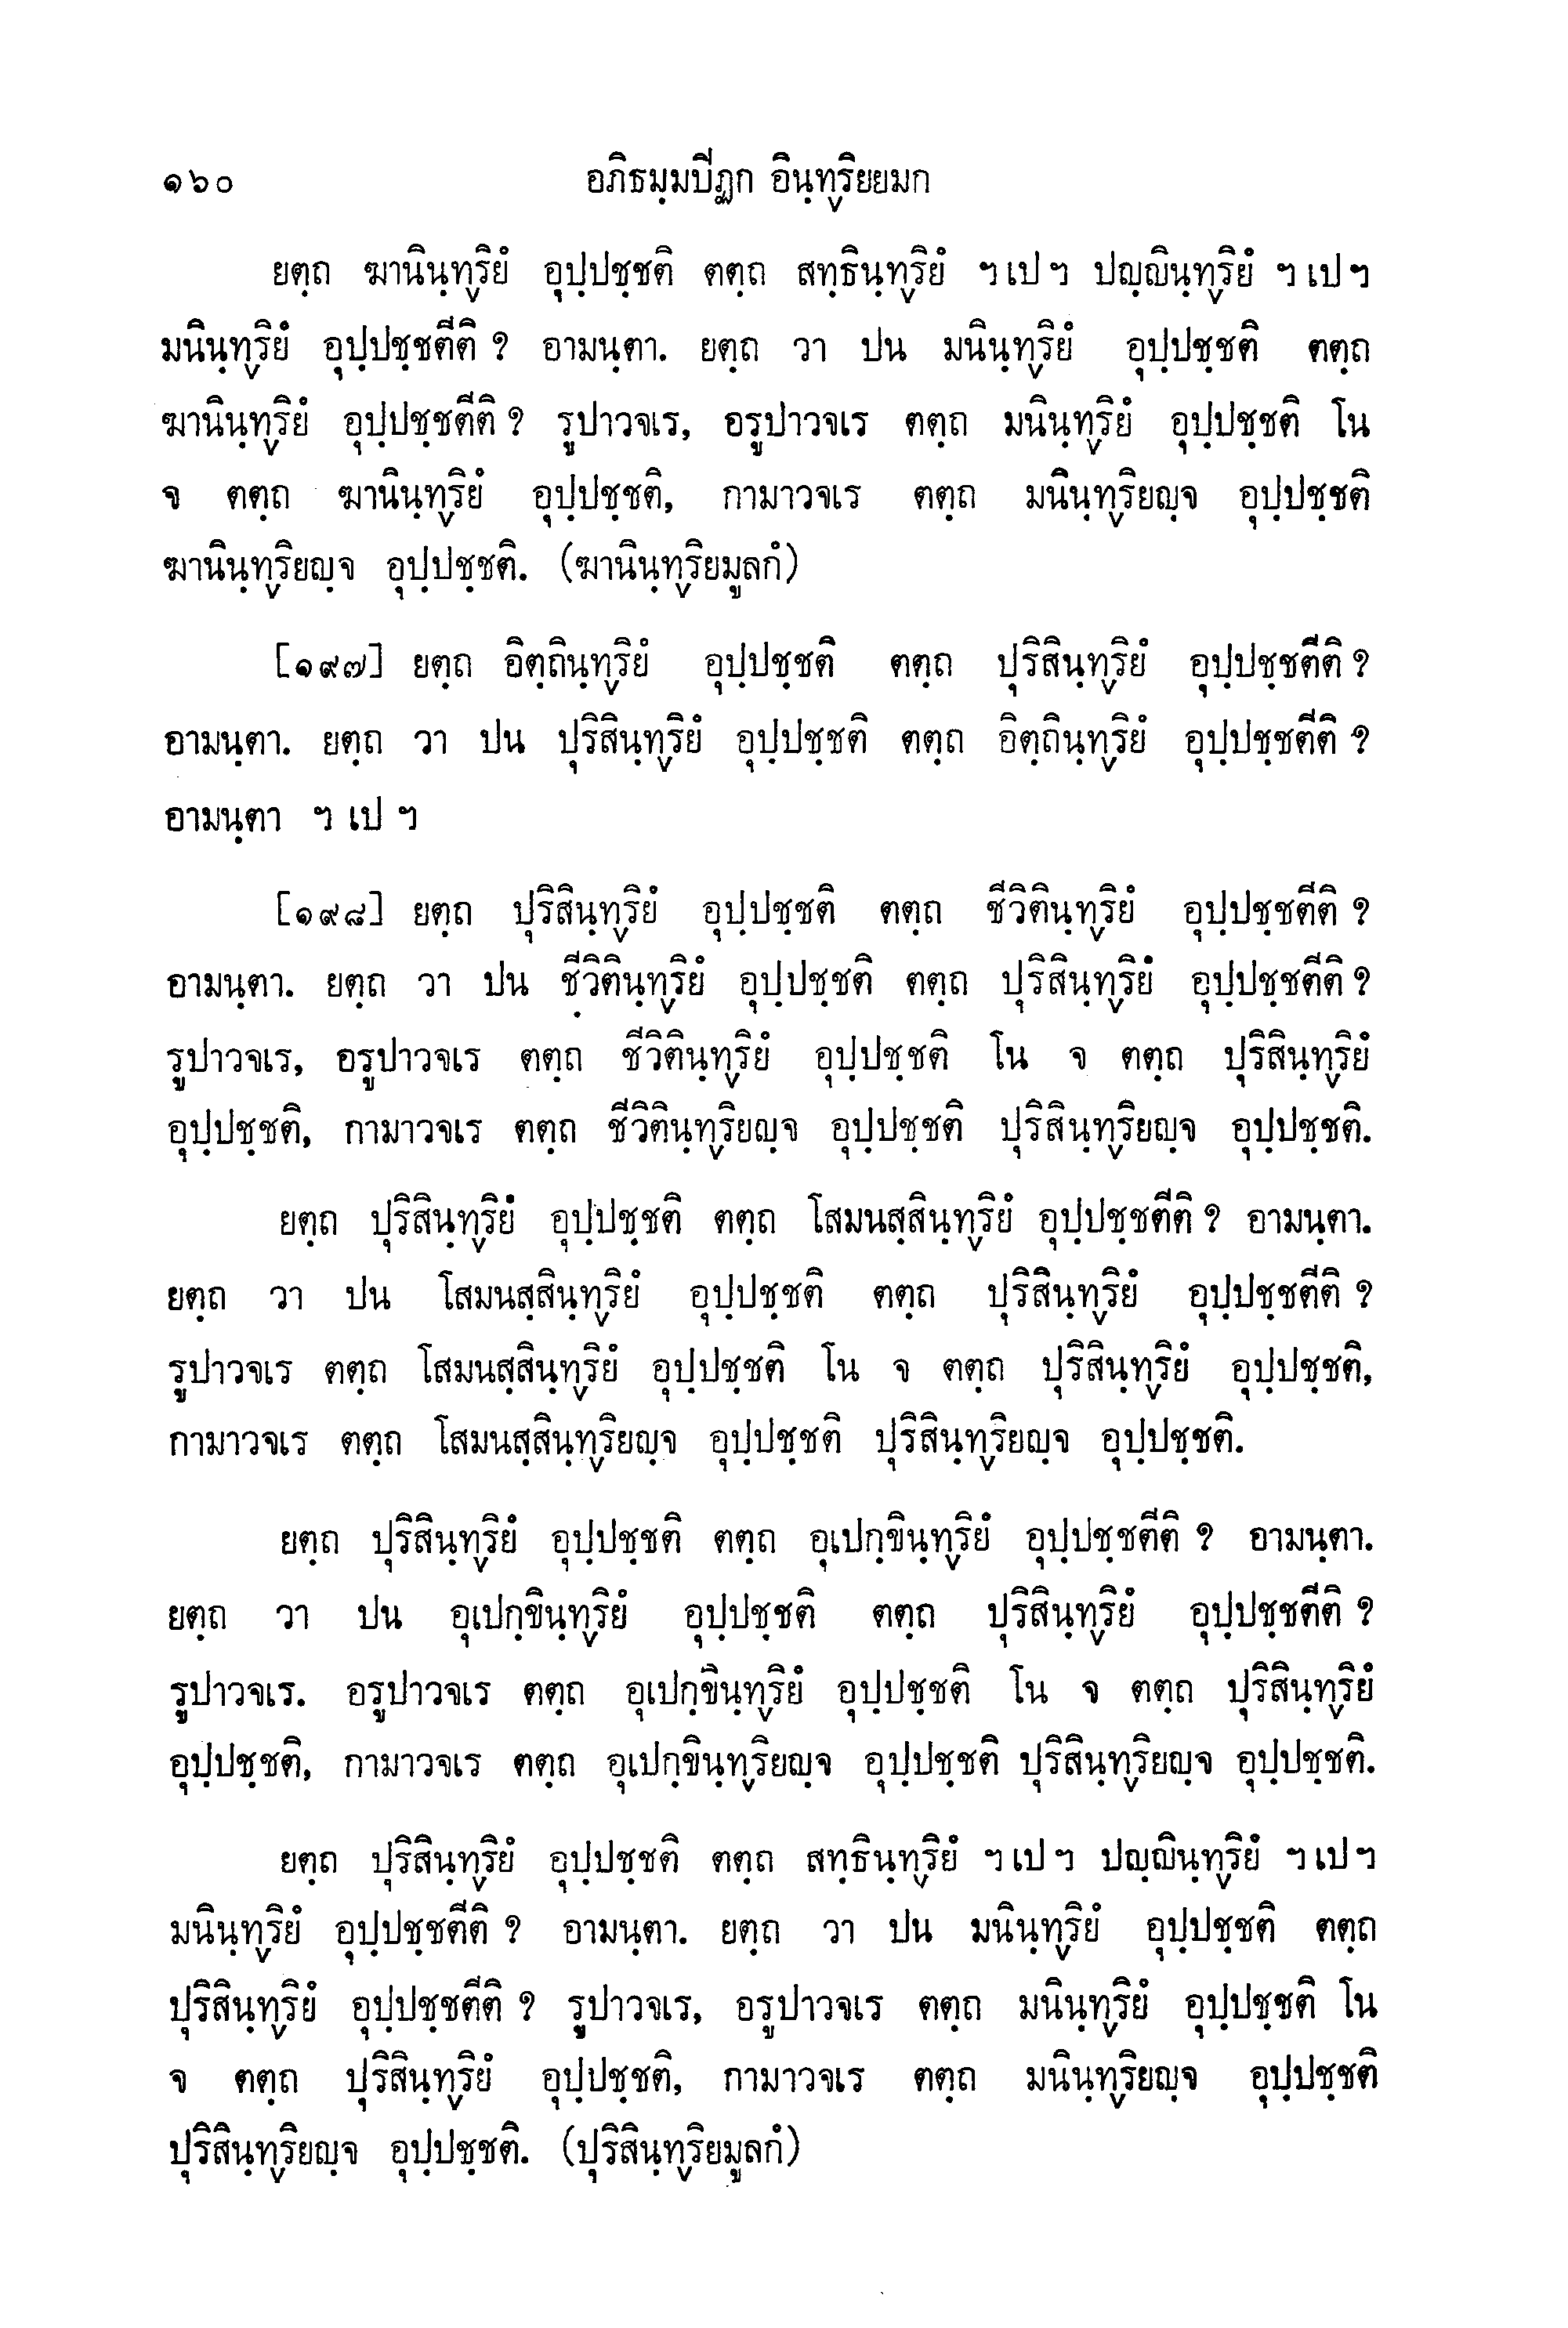 ๑๖๐ อภิธมฺมปีฏก อินฺทฺริยยมก
ยตฺถ ฆานินฺทฺริยํ อุปฺปชฺชติ ตตฺถ สทฺธินฺทฺริยํ ฯ เป ฯ ปญฺญินฺทฺริยํ ฯ เป ฯ
มนินฺทฺริยํ อุปฺปชฺชตีติ ? อามนฺตา. ยตฺถ วา ปน มนินฺทฺริยํ อุปฺปชฺชติ ตตฺถ
ฆานินฺทฺริยํ อุปฺปชฺชตีติ ? รูปาวจเร, อรูปาวจเร ตตฺถ มนินฺทฺริยํ อุปฺปชฺชติ โน
จ ตตฺถ ฆานินฺทฺริยํ อุปฺปชฺชติ, กามาวจเร ตตฺถ มนินฺทฺริยญฺจ อุปฺปชฺชติ
ฆานินฺทฺริยญฺจ อุปฺปชฺชติ. (ฆานินฺทฺริยมูลกํ)
[๑๙๗] ยตฺถ อิตฺถินฺทฺริยํ อุปฺปชฺชติ ตตฺถ ปุริสินฺทฺริยํ อุปฺปชฺชตีติ ?
อามนฺตา. ยตฺถ วา ปน ปุริสินฺทฺริยํ อุปฺปชฺชติ ตตฺถ อิตฺถินฺทฺริยํ อุปฺปชฺชตีติ ?
อามนฺตา ฯ เป ฯ
[๑๙๘] ยตฺถ ปุริสินฺทฺริยํ อุปฺปชฺชติ ตตฺถ ชีวิตินฺทฺริยํ อุปฺปชฺชตีติ ?
อามนฺตา. ยตฺถ วา ปน ชีวิตินฺทฺริยํ อุปฺปชฺชติ ตตฺถ ปุริสินฺทฺริยํ อุปฺปชฺชตีติ ?
รูปาวจเร, อรูปาวจเร ตตฺถ ชีวิตินฺทฺริยํ อุปฺปชฺชติ โน จ ตตฺถ ปุริสินฺทฺริยํ
อุปฺปชฺชติ, กามาวจเร ตตฺถ ชีวิตินฺทฺริยญฺจ อุปฺปชฺชติ ปุริสินฺทฺริยญฺจ อุปฺปชฺชติ.
ยตฺถ ปุริสินฺทฺริยํ อุปฺปชฺชติ ตตฺถ โสมนสฺสินฺทฺริยํ อุปฺปชฺชตีติ ? อามนฺตา.
ยตฺถ วา ปน โสมนสฺสินฺทฺริยํ อุปฺปชฺชติ ตตฺถ ปุริสินฺทฺริยํ อุปฺปชฺชตีติ ?
รูปาวจเร ตตฺถ โสมนสฺสินฺทฺริยํ อุปฺปชฺชติ โน จ ตตฺถ ปุริสินฺทฺริยํ อุปฺปชฺชติ,
กามาวจเร ตตฺถ โสมนสฺสินฺทฺริยญฺจ อุปฺปชฺชติ ปุริสินฺทฺริยญฺจ อุปฺปชฺชติ.
ยตฺถ ปุริสินฺทฺริยํ อุปฺปชฺชติ ตตฺถ อุเปกฺขินฺทฺริยํ อุปฺปชฺชตีติ ? อามนฺตา.
ยตฺถ วา ปน อุเปกฺขินฺทฺริยํ อุปฺปชฺชติ ตตฺถ ปุริสินฺทฺริยํ อุปฺปชฺชตีติ ?
รูปาวจเร. อรูปาวจเร ตตฺถ อุเปกฺขินฺทฺริยํ อุปฺปชฺชติ โน จ ตตฺถ ปุริสินฺทฺริยํ
อุปฺปชฺชติ, กามาวจเร ตตฺถ อุเปกฺขินฺทฺริยญฺจ อุปฺปชฺชติ ปุริสินฺทฺริยญฺจ อุปฺปชฺชติ.
ยตฺถ ปุริสินฺทฺริยํ อุปฺปชฺชติ ตตฺถ สทฺธินฺทฺริยํ ฯ เป ฯ ปญฺญินฺทฺริยํ ฯ เป ฯ
มนินฺทฺริยํ อุปฺปชฺชตีติ ? อามนฺตา. ยตฺถ วา ปน มนินฺทฺริยํ อุปฺปชฺชติ ตตฺถ
ปุริสินฺทฺริยํ อุปฺปชฺชตีติ ? รูปาวจเร, อรูปาวจเร ตตฺถ มนินฺทฺริยํ อุปฺปชฺชติ โน
จ ตตฺถ ปุริสินฺทฺริยํ อุปฺปชฺชติ, กามาวจเร ตตฺถ มนินฺทฺริยญฺจ อุปฺปชฺชติ
ปุริสินฺทฺริยญฺจ อุปฺปชฺชติ. (ปุริสินฺทฺริยมูลกํ)